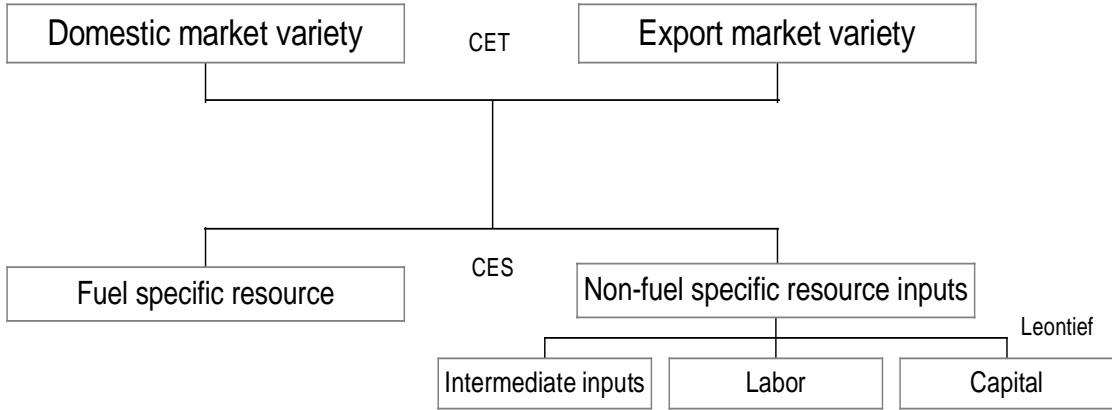 Domestic market variety
CET
Export market variety
CES
Fuel specific resource
Non-fuel specific resource inputs
Leontief
Intermediate inputs
Labor
Capital